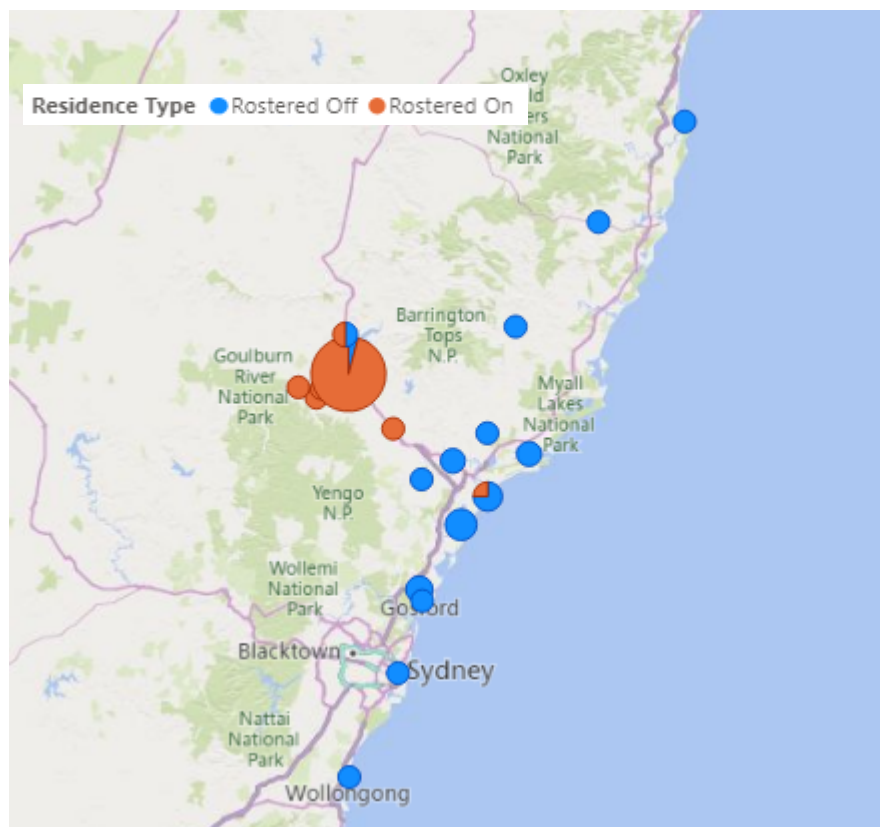 Oxley
Residence Type Rostered Off Rostered On
National
Park
Barrington
Tops
N.P.
Goulburn
River
National
Park
Myall
Lakes
National
Park
Yengo
N.P.
Wollemi
National
Park
Gosford
Blacktown
Sydney
Nattai
National
Park
Wollongong